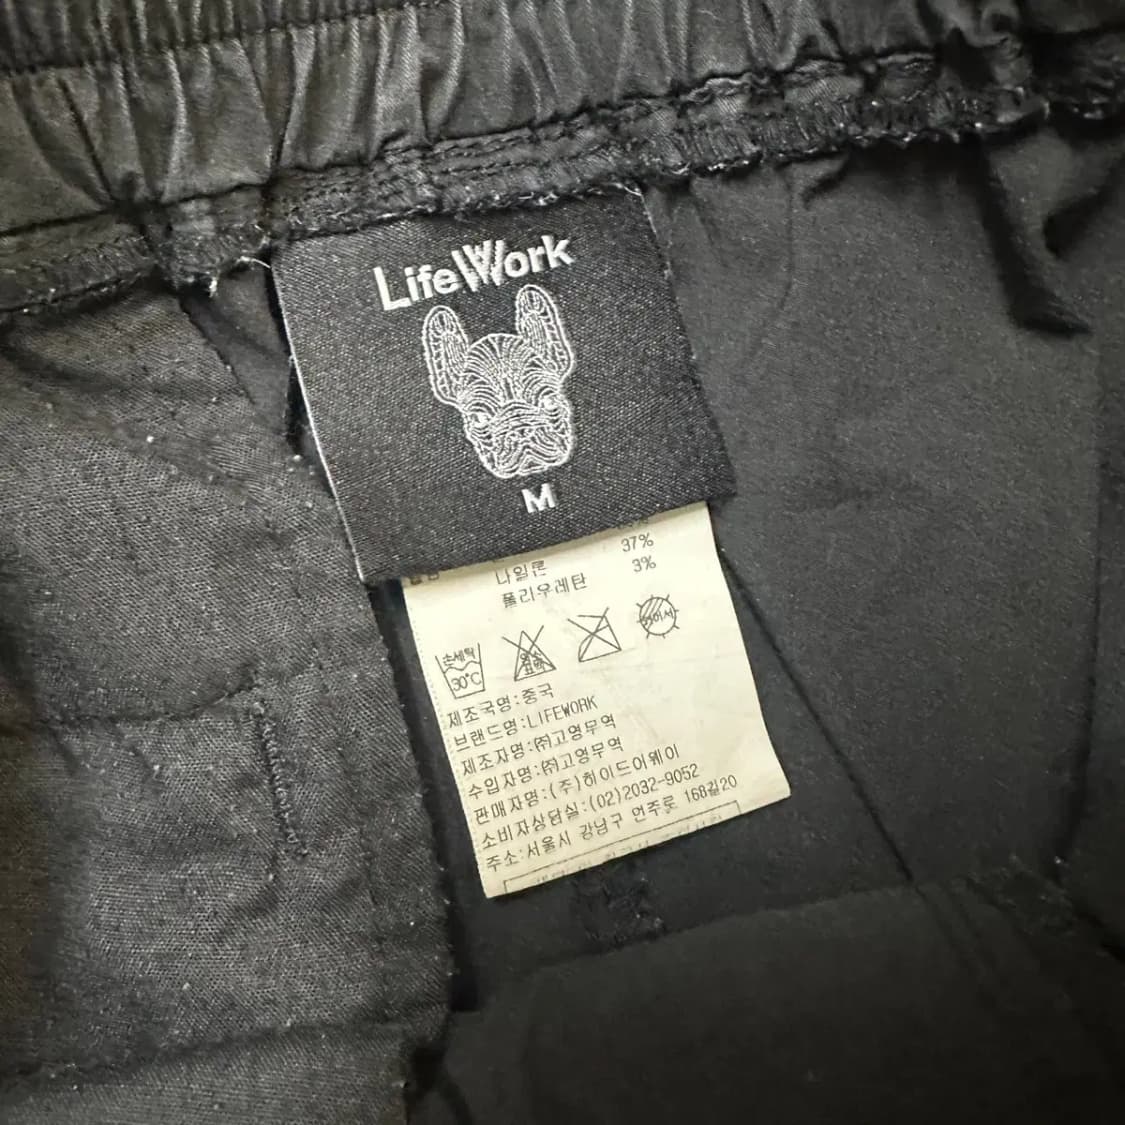 LifeWork
M
37%
나일론 3%
폴리우레탄
손세탁
30℃
제조국명:중국
브랜드명:LIFEWORK
제조자명:㈜고영무역
수입자명:㈜고영무역
판매자명:(주)하이드어웨이
소비자상담실:(02)2032-9052
주소:서울시 강남구 언주로 168길20